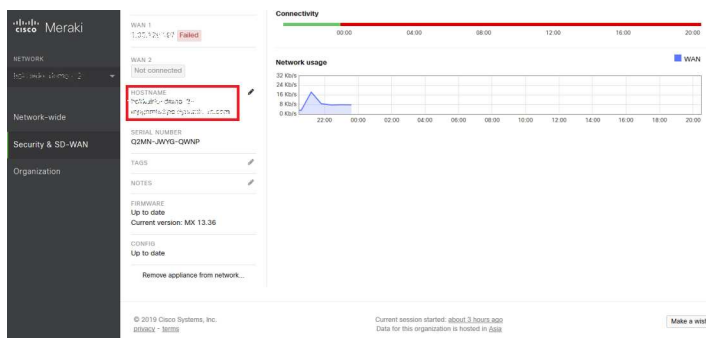 cisco Meraki
NETWORK
Network-wide
Security & SD-WAN
Organization
WAN 1
Failed
WAN 2
Not connected
HOSTNAME
SERIAL NUMBER
Q2MN-JWYG-QWNP
TAGS
NOTES
FIRMWARE
Up to date
Current version: MX 13.36
CONFIG
Up to date
Remove appliance from network...
Connectivity
00:00 04:00 08:00 12:00 16:00 20:00
Network usage
WAN
32 Kb/s
24 Kb/s
16 Kb/s
8 Kb/s
0 Kb/s
22:00 00:00 02:00 04:00 06:00 08:00 10:00 12:00 14:00 16:00 18:00 20:00
© 2019 Cisco Systems, Inc.
privacy - terms
Current session started: about 3 hours ago
Data for this organization is hosted in Asia
Make a wish